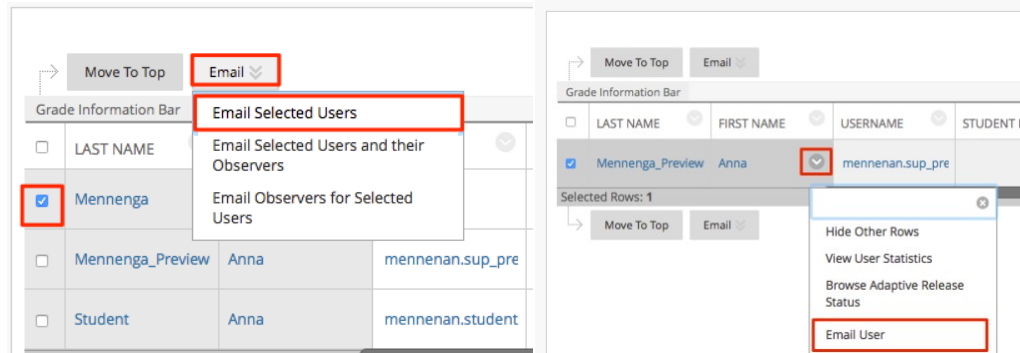 Move To Top
Email
Grade Information Bar
Email Selected Users
Email Selected Users and their
Observers
Email Observers for Selected
Users
LAST NAME
Mennenga
Mennenga_Preview Anna mennenan.sup_pre
Student Anna mennenan.student
Move To Top
Email
Grade Information Bar
LAST NAME FIRST NAME USERNAME STUDENT
Mennenga_Preview Anna mennenan.sup_pre
Selected Rows: 1
Move To Top
Email
Hide Other Rows
View User Statistics
Browse Adaptive Release
Status
Email User